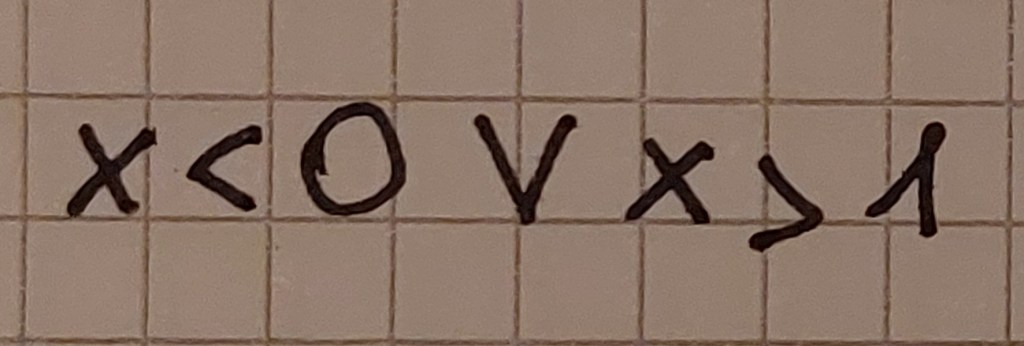 x < 0 ∨ x > 1